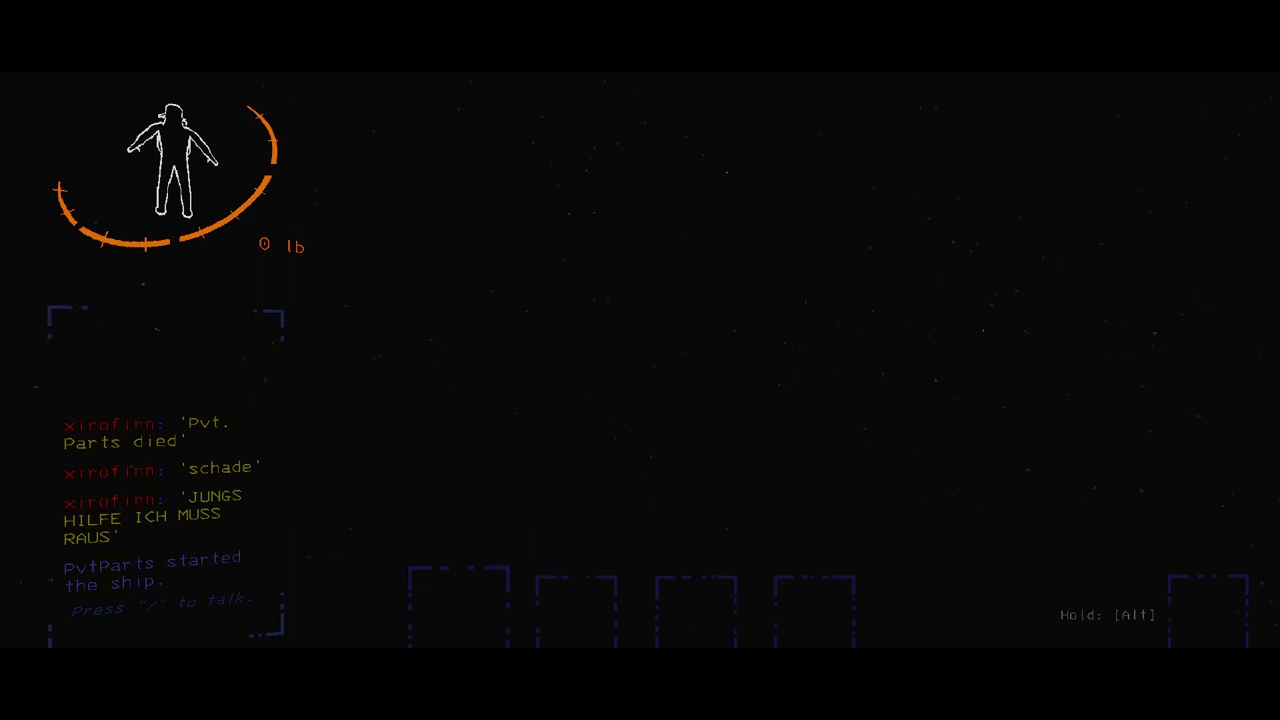 0 lb
xirofinn: 'Pvt.
Parts died'
xirofinn: 'schade'
xirofinn: 'JUNGS
HILFE ICH MUSS
RAUS'
PvtParts started
the ship.
Press "/" to talk.
Hold: [Alt]